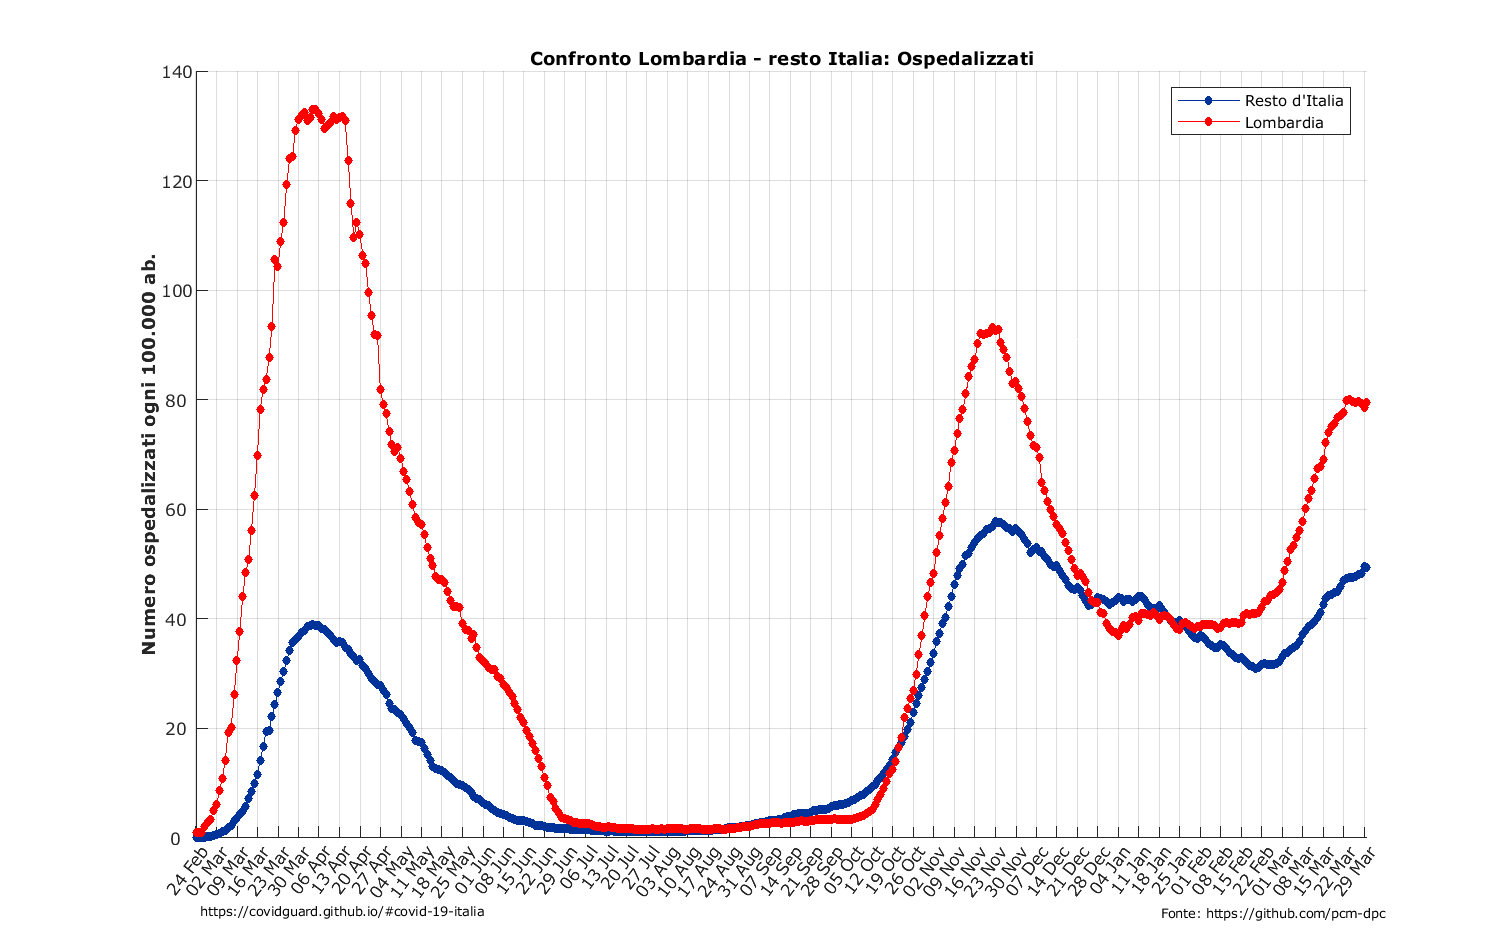 Confronto Lombardia - resto Italia: Ospedalizzati
Numero ospedalizzati ogni 100.000 ab.
140
120
100
80
60
40
20
0
Resto d'Italia
Lombardia
24 Feb
02 Mar
09 Mar
16 Mar
23 Mar
30 Mar
06 Apr
13 Apr
20 Apr
27 Apr
04 May
11 May
18 May
25 May
01 Jun
08 Jun
15 Jun
22 Jun
29 Jun
06 Jul
13 Jul
20 Jul
27 Jul
03 Aug
10 Aug
17 Aug
24 Aug
31 Aug
07 Sep
14 Sep
21 Sep
28 Sep
05 Oct
12 Oct
19 Oct
26 Oct
02 Nov
09 Nov
16 Nov
23 Nov
30 Nov
07 Dec
14 Dec
21 Dec
28 Dec
04 Jan
11 Jan
18 Jan
25 Jan
01 Feb
08 Feb
15 Feb
22 Feb
01 Mar
08 Mar
15 Mar
22 Mar
29 Mar
https://covidguard.github.io/#covid-19-italia
Fonte: https://github.com/pcm-dpc